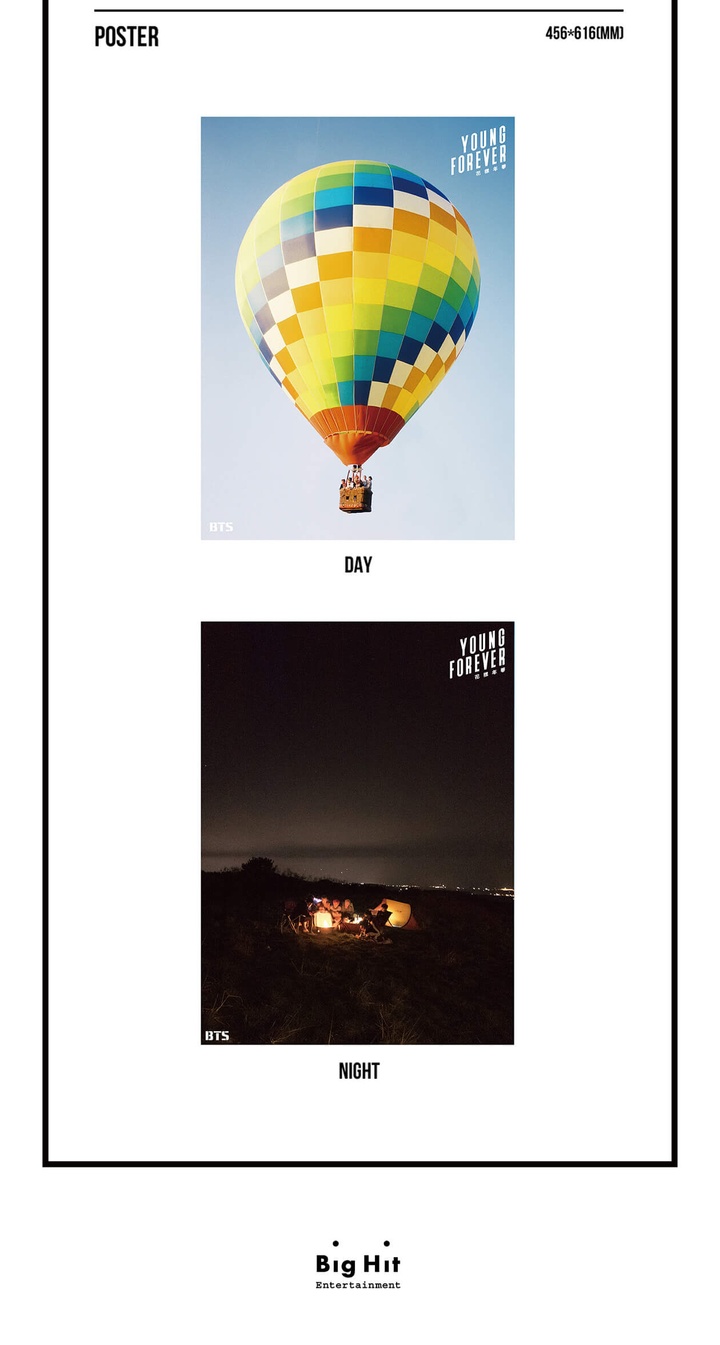 POSTER
456*616(MM)
YOUNG
FOREVER
花樣年華
BTS
DAY
YOUNG
FOREVER
花樣年華
BTS
NIGHT
Big Hit
Entertainment